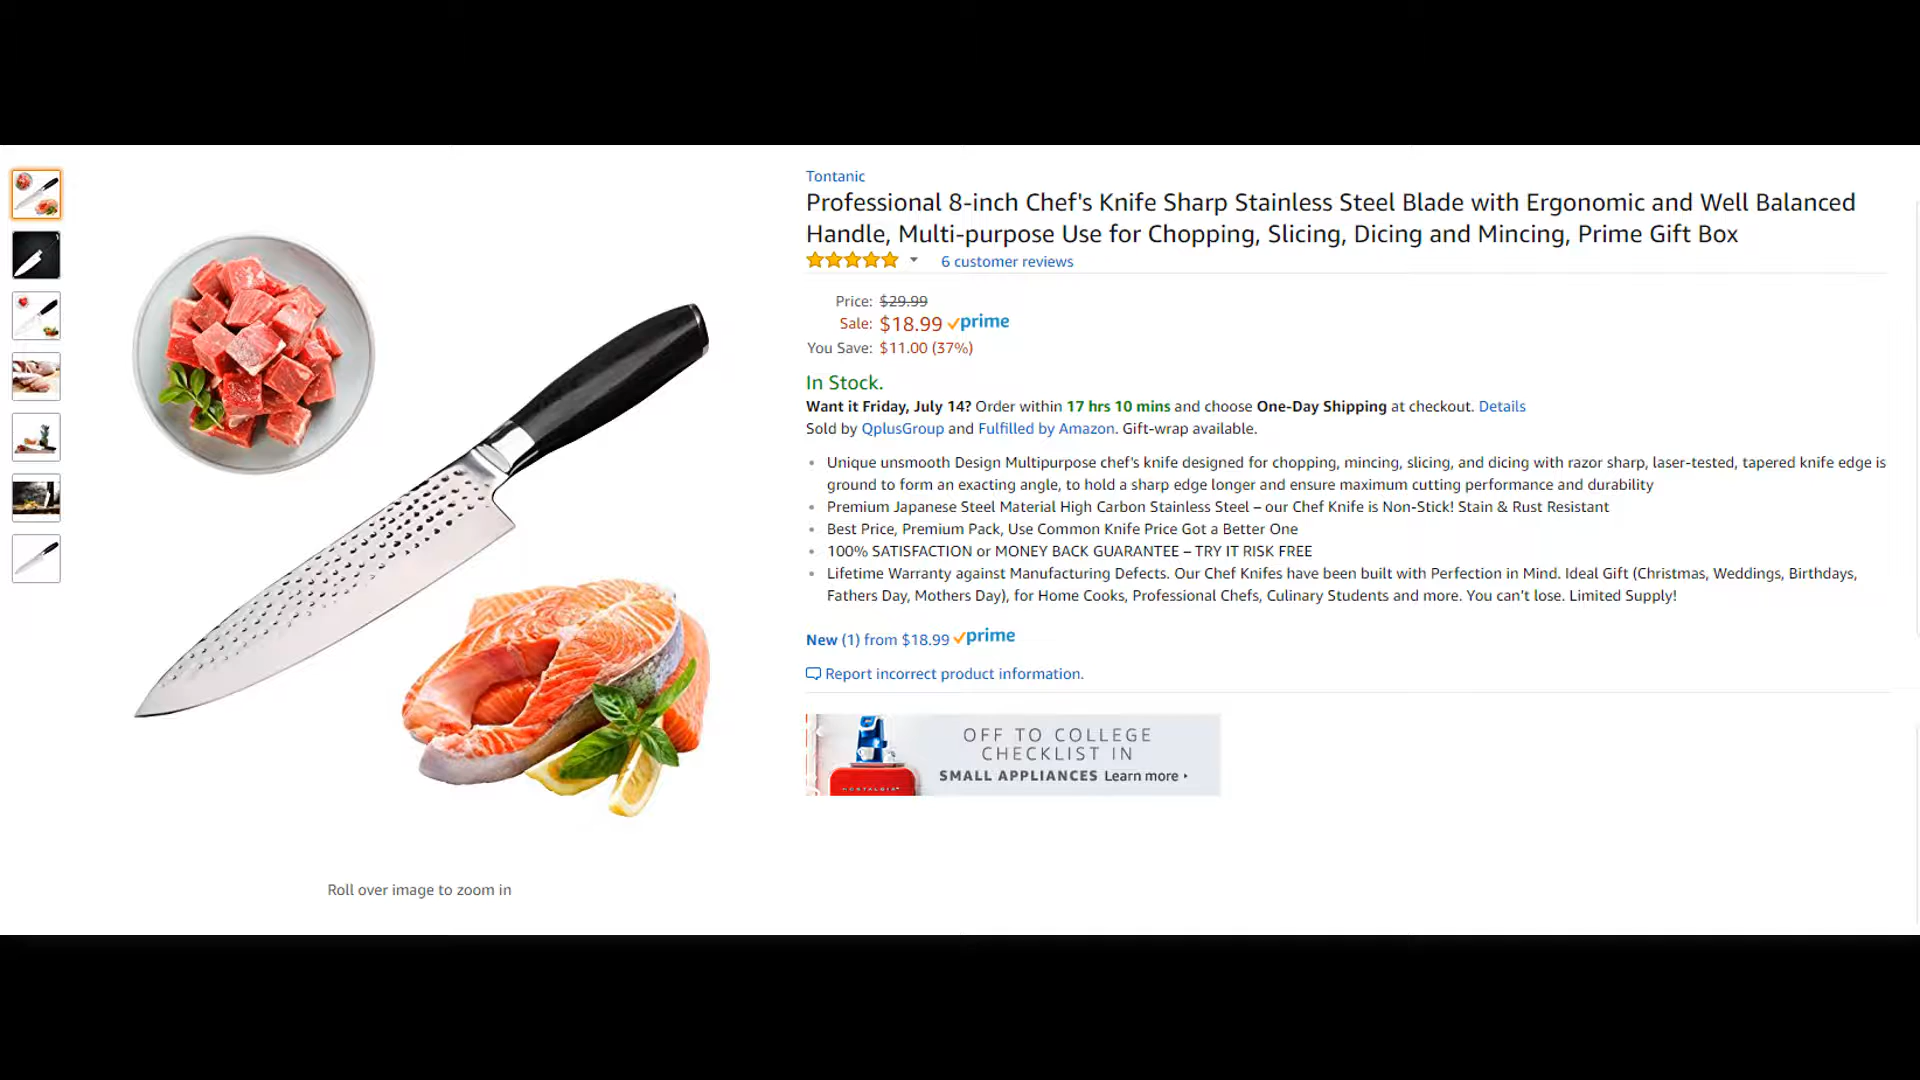 Tontanic
Professional 8-inch Chef's Knife Sharp Stainless Steel Blade with Ergonomic and Well Balanced
Handle, Multi-purpose Use for Chopping, Slicing, Dicing and Mincing, Prime Gift Box
6 customer reviews
Price: $29.99
Sale: $18.99 prime
You Save: $11.00 (37%)
In Stock.
Want it Friday, July 14? Order within 17 hrs 10 mins and choose One-Day Shipping at checkout. Details
Sold by QplusGroup and Fulfilled by Amazon. Gift-wrap available.
Unique unsmooth Design Multipurpose chef's knife designed for chopping, mincing, slicing, and dicing with razor sharp, laser-tested, tapered knife edge is
ground to form an exacting angle, to hold a sharp edge longer and ensure maximum cutting performance and durability
Premium Japanese Steel Material High Carbon Stainless Steel – our Chef Knife is Non-Stick! Stain & Rust Resistant
Best Price, Premium Pack, Use Common Knife Price Got a Better One
100% SATISFACTION or MONEY BACK GUARANTEE – TRY IT RISK FREE
Lifetime Warranty against Manufacturing Defects. Our Chef Knifes have been built with Perfection in Mind. Ideal Gift (Christmas, Weddings, Birthdays,
Fathers Day, Mothers Day), for Home Cooks, Professional Chefs, Culinary Students and more. You can't lose. Limited Supply!
New (1) from $18.99 prime
Report incorrect product information.
OFF TO COLLEGE
CHECKLIST IN
SMALL APPLIANCES Learn more
NOSTALGIA
Roll over image to zoom in